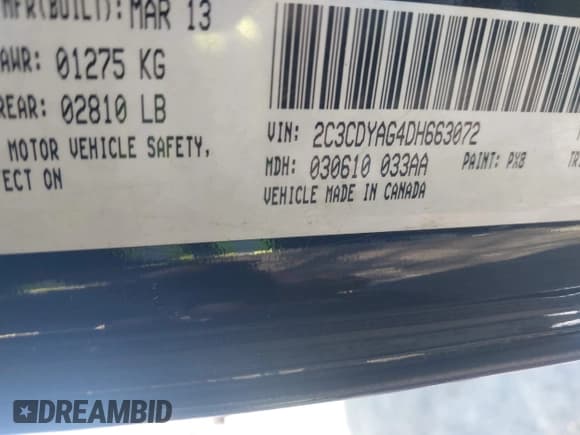 MFR(BUILT): MAR 13
AWR: 01275 KG
REAR: 02810 LB
MOTOR VEHICLE SAFETY,
ECT ON
VIN: 2C3CDYAG4DH663072
MDH: 030610 033AA
PAINT: PX8
VEHICLE MADE IN CANADA
DREAMBID